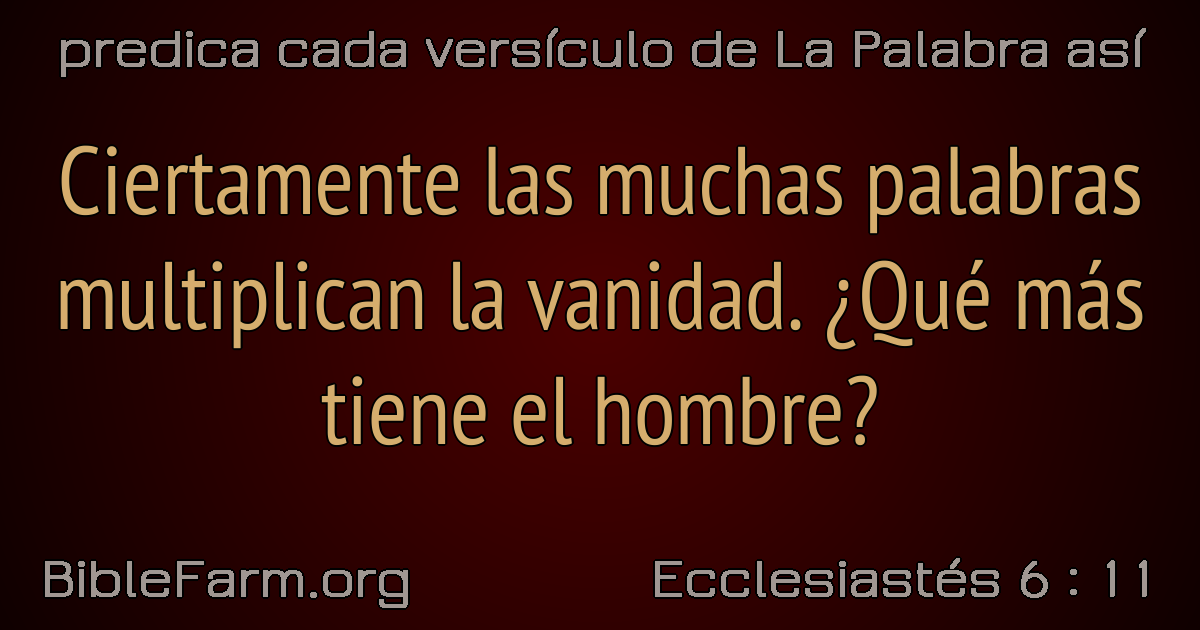 predica cada versículo de La Palabra así
Ciertamente las muchas palabras
multiplican la vanidad. ¿Qué más
tiene el hombre?
BibleFarm.org
Ecclesiastés 6 : 11